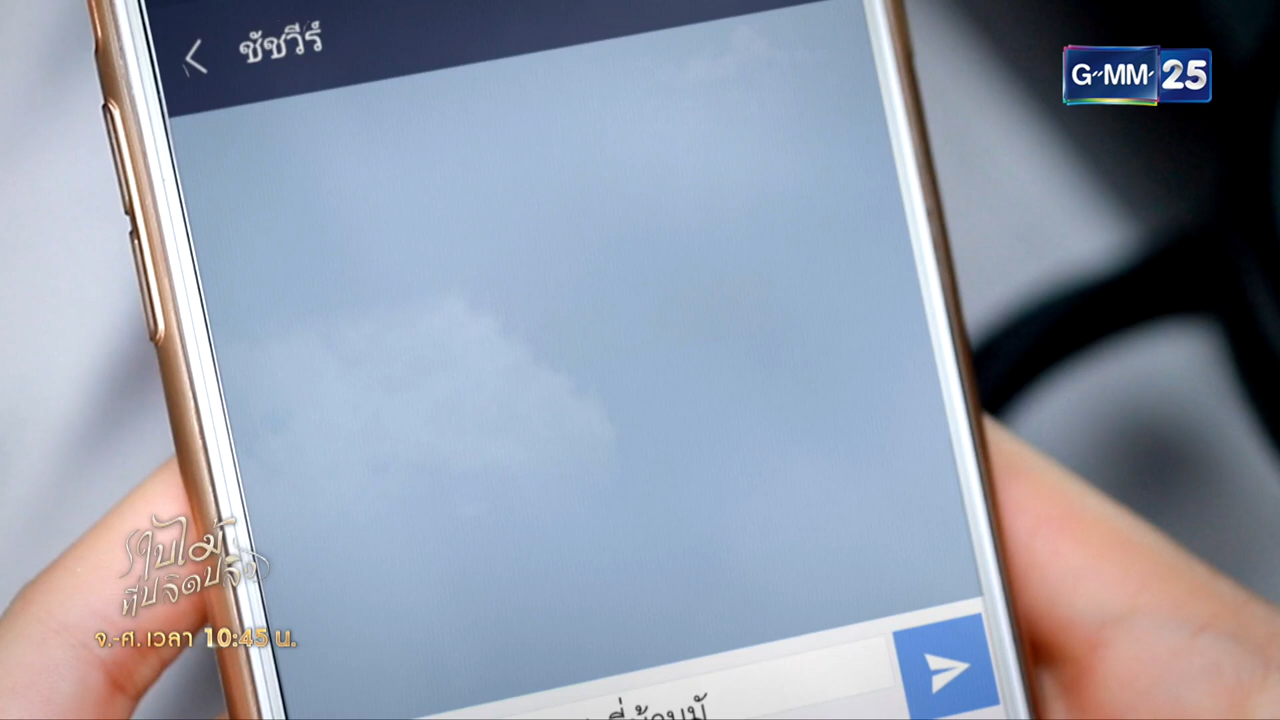 ชัชวีร์
G-MM 25
ใบไม้
ที่ปลิดปลิว
จ.-ศ. เวลา 10:45 น.